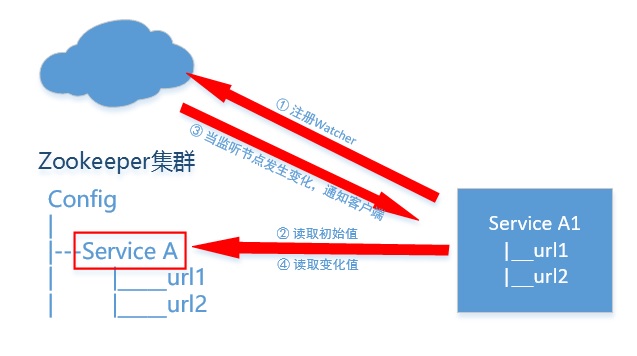 ① 注册Watcher
③ 当监听节点发生变化，通知客户端
Zookeeper集群
Config
|
|---Service A
| |____url1
| |____url2
② 读取初始值
④ 读取变化值
Service A1
|__url1
|__url2